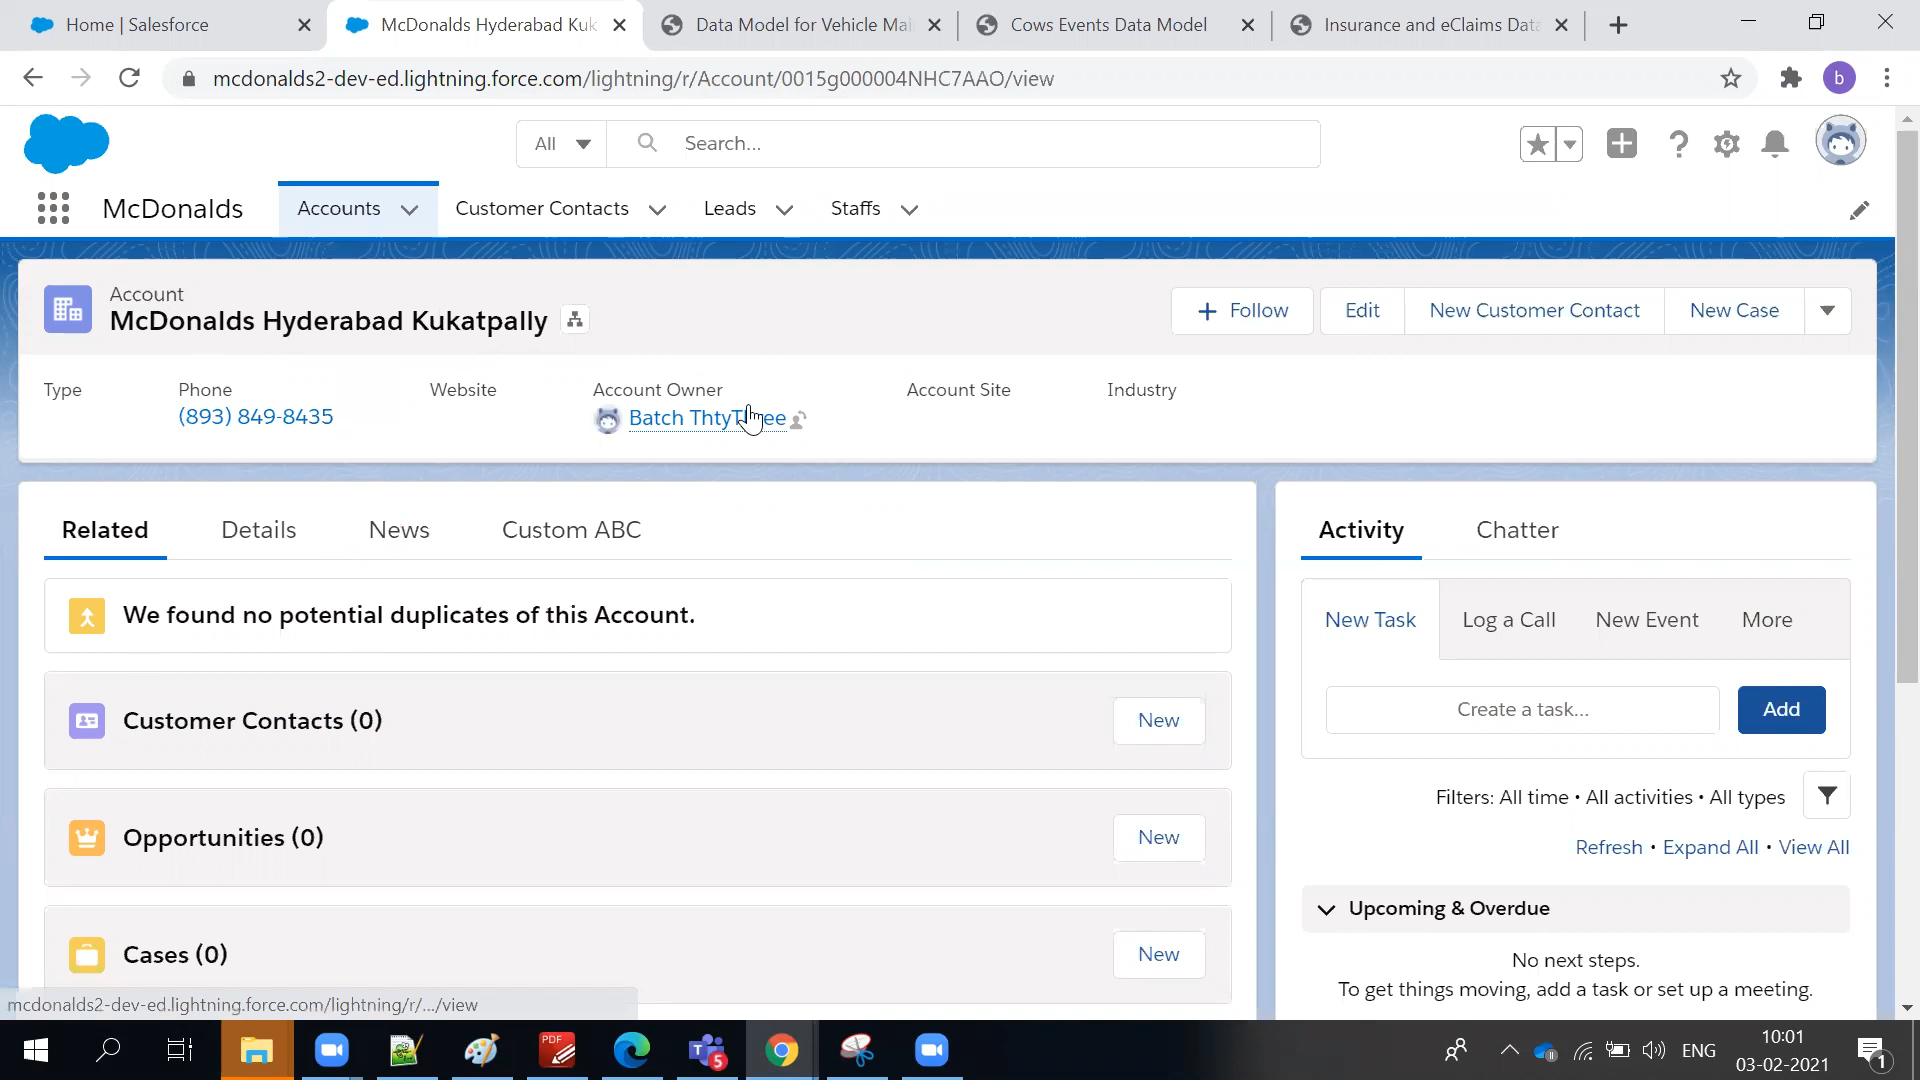 Home | Salesforce
McDonalds Hyderabad Kuk
Data Model for Vehicle Mai
Cows Events Data Model
Insurance and eClaims Data
mcdonalds2-dev-ed.lightning.force.com/lightning/r/Account/0015g000004NHC7AAO/view
b
All
Search...
McDonalds
Accounts
Customer Contacts
Leads
Staffs
Account
McDonalds Hyderabad Kukatpally
Follow
Edit
New Customer Contact
New Case
Type
Phone
(893) 849-8435
Website
Account Owner
Batch ThtyThree
Account Site
Industry
Related
Details
News
Custom ABC
We found no potential duplicates of this Account.
Customer Contacts (0)
New
Opportunities (0)
New
Cases (0)
New
Activity
Chatter
New Task
Log a Call
New Event
More
Create a task...
Add
Filters: All time • All activities • All types
Refresh • Expand All • View All
Upcoming & Overdue
No next steps.
To get things moving, add a task or set up a meeting.
mcdonalds2-dev-ed.lightning.force.com/lightning/r/.../view
PDF
5
ENG
10:01
03-02-2021
1